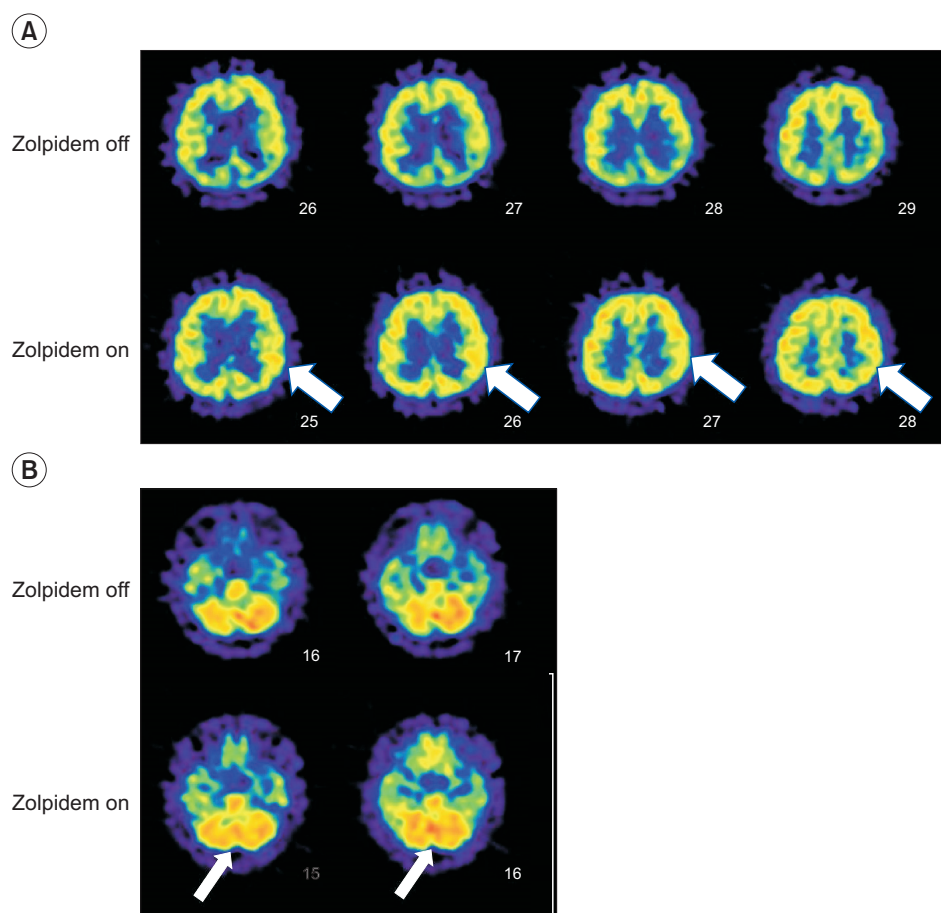 A
Zolpidem off
26 27 28 29
Zolpidem on
25 26 27 28
B
Zolpidem off
16 17
Zolpidem on
15 16